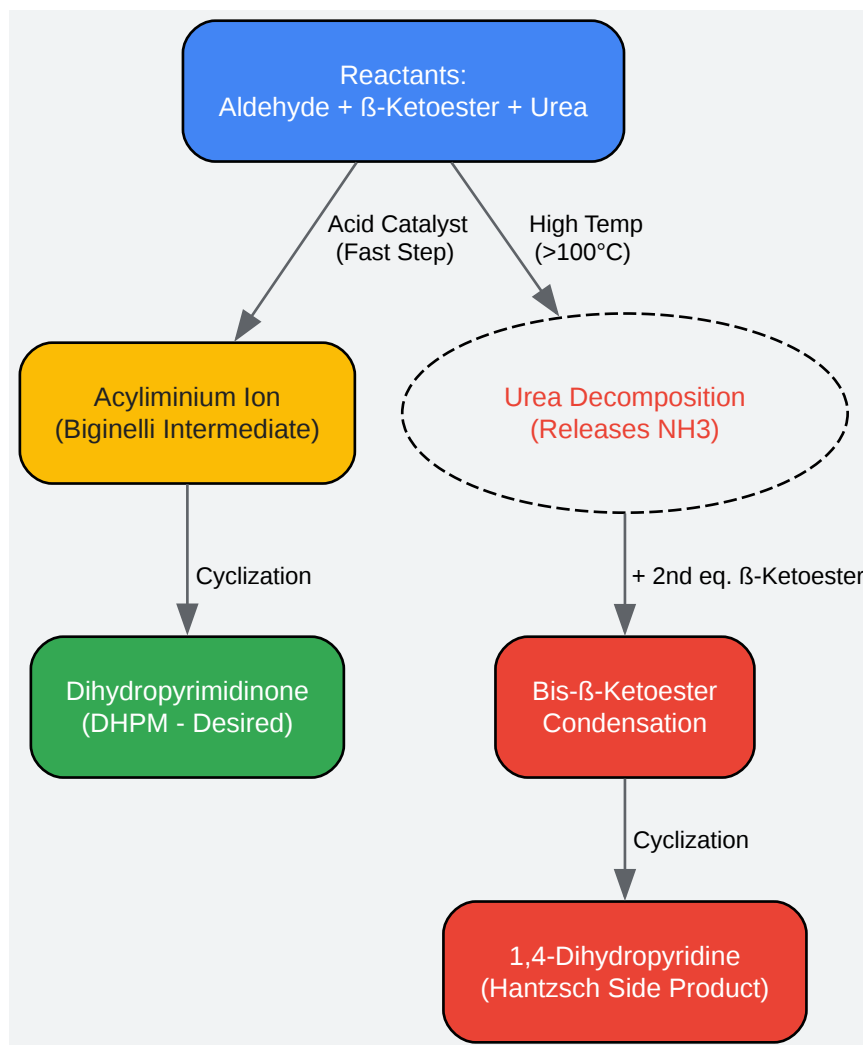 Reactants:
Aldehyde + ß-Ketoester + Urea
Acid Catalyst
(Fast Step)
High Temp
(>100°C)
Acyliminium Ion
(Biginelli Intermediate)
Urea Decomposition
(Releases NH3)
Cyclization
+ 2nd eq. ß-Ketoester
Dihydropyrimidinone
(DHPM - Desired)
Bis-ß-Ketoester
Condensation
Cyclization
1,4-Dihydropyridine
(Hantzsch Side Product)